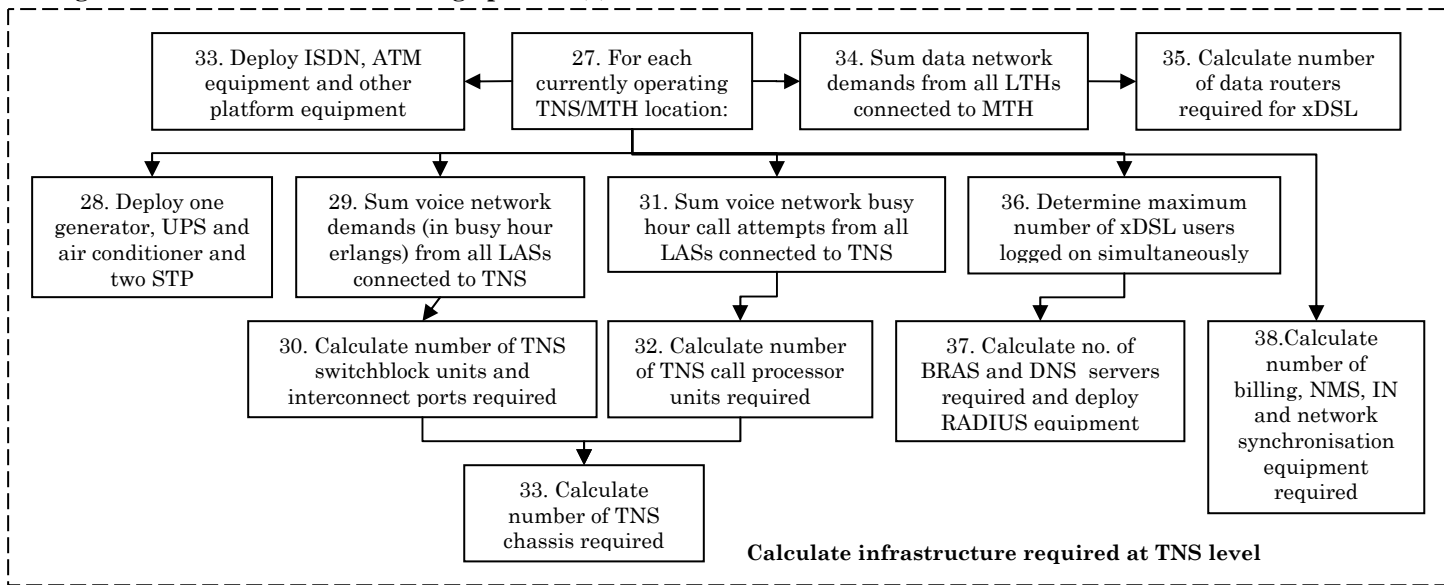 33. Deploy ISDN, ATM
equipment and other
platform equipment
27. For each
currently operating
TNS/MTH location:
34. Sum data network
demands from all LTHs
connected to MTH
35. Calculate number
of data routers
required for xDSL
28. Deploy one
generator, UPS and
air conditioner and
two STP
29. Sum voice network
demands (in busy hour
erlangs) from all LASs
connected to TNS
31. Sum voice network busy
hour call attempts from all
LASs connected to TNS
36. Determine maximum
number of xDSL users
logged on simultaneously
30. Calculate number of TNS
switchblock units and
interconnect ports required
32. Calculate number
of TNS call processor
units required
37. Calculate no. of
BRAS and DNS servers
required and deploy
RADIUS equipment
38.Calculate
number of
billing, NMS, IN
and network
synchronisation
equipment
required
33. Calculate
number of TNS
chassis required
Calculate infrastructure required at TNS level